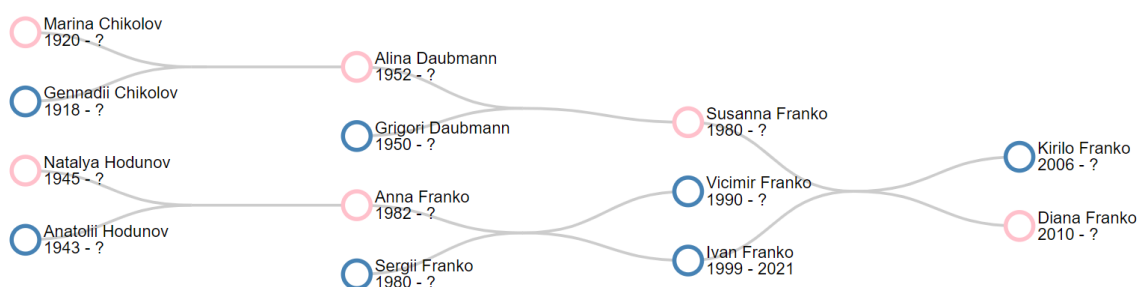 Marina Chikolov
1920 - ?
Gennadii Chikolov
1918 - ?
Natalya Hodunov
1945 - ?
Anatolii Hodunov
1943 - ?
Alina Daubmann
1952 - ?
Grigori Daubmann
1950 - ?
Anna Franko
1982 - ?
Sergii Franko
1980 - ?
Susanna Franko
1980 - ?
Vicimir Franko
1990 - ?
Ivan Franko
1999 - 2021
Kirilo Franko
2006 - ?
Diana Franko
2010 - ?